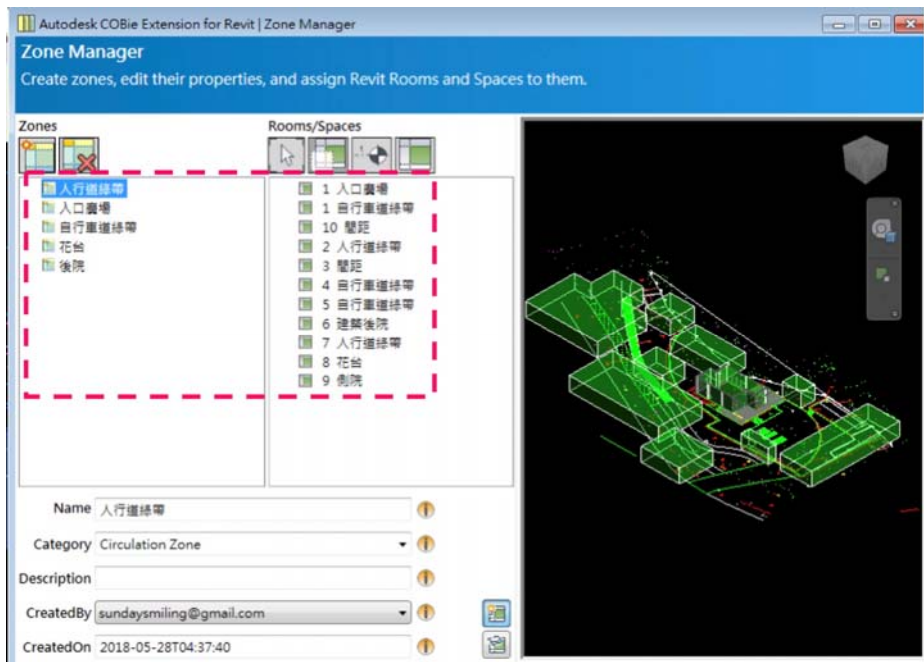 Autodesk COBie Extension for Revit | Zone Manager
Zone Manager
Create zones, edit their properties, and assign Revit Rooms and Spaces to them.
Zones
Rooms/Spaces
人行道綠帶
入口廣場
自行車道綠帶
花台
後院
1 入口廣場
1 自行車道綠帶
10 間距
2 人行道綠帶
3 間距
4 自行車道綠帶
5 自行車道綠帶
6 建築後院
7 人行道綠帶
8 花台
9 側院
Name 人行道綠帶
Category Circulation Zone
Description
CreatedBy sundaysmiling@gmail.com
CreatedOn 2018-05-28T04:37:40